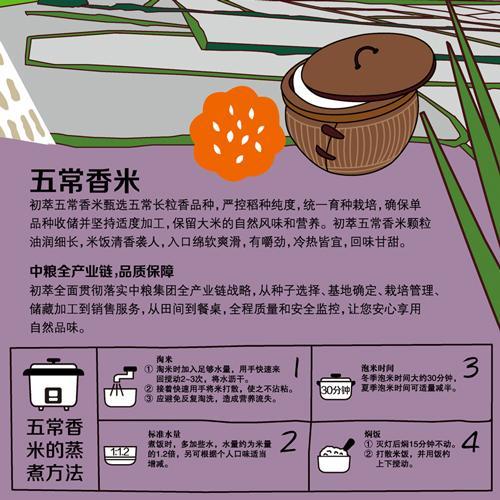 五常香米
初萃五常香米甄选五常长粒香品种，严控稻种纯度，统一育种栽培，确保单
品种收储并坚持适度加工，保留大米的自然风味和营养。初萃五常香米颗粒
油润细长，米饭清香袭人，入口绵软爽滑，有嚼劲，冷热皆宜，回味甘甜。
中粮全产业链，品质保障
初萃全面贯彻落实中粮集团全产业链战略，从种子选择、基地确定、栽培管理、
储藏加工到销售服务，从田间到餐桌，全程质量和安全监控，让您安心享用
自然品味。
五常香
米的蒸
煮方法
淘米
① 淘米时加入足够水量，用手快速来
回搅动2~3次，将水沥干。
② 接着快速用手将米打散，使之不沾粘。
③ 应避免反复淘洗，造成营养流失。
1
标准水量
煮饭时，多加些水，水量约为米量
的1.2倍，另可根据个人口味适当
增减。
1:1.2
2
泡米时间
冬季泡米时间大约30分钟，
夏季泡米时间可适量减半。
30分钟
3
焖饭
① 灭灯后焖15分钟不动。
② 打散米饭，并用饭杓
上下搅动。
4